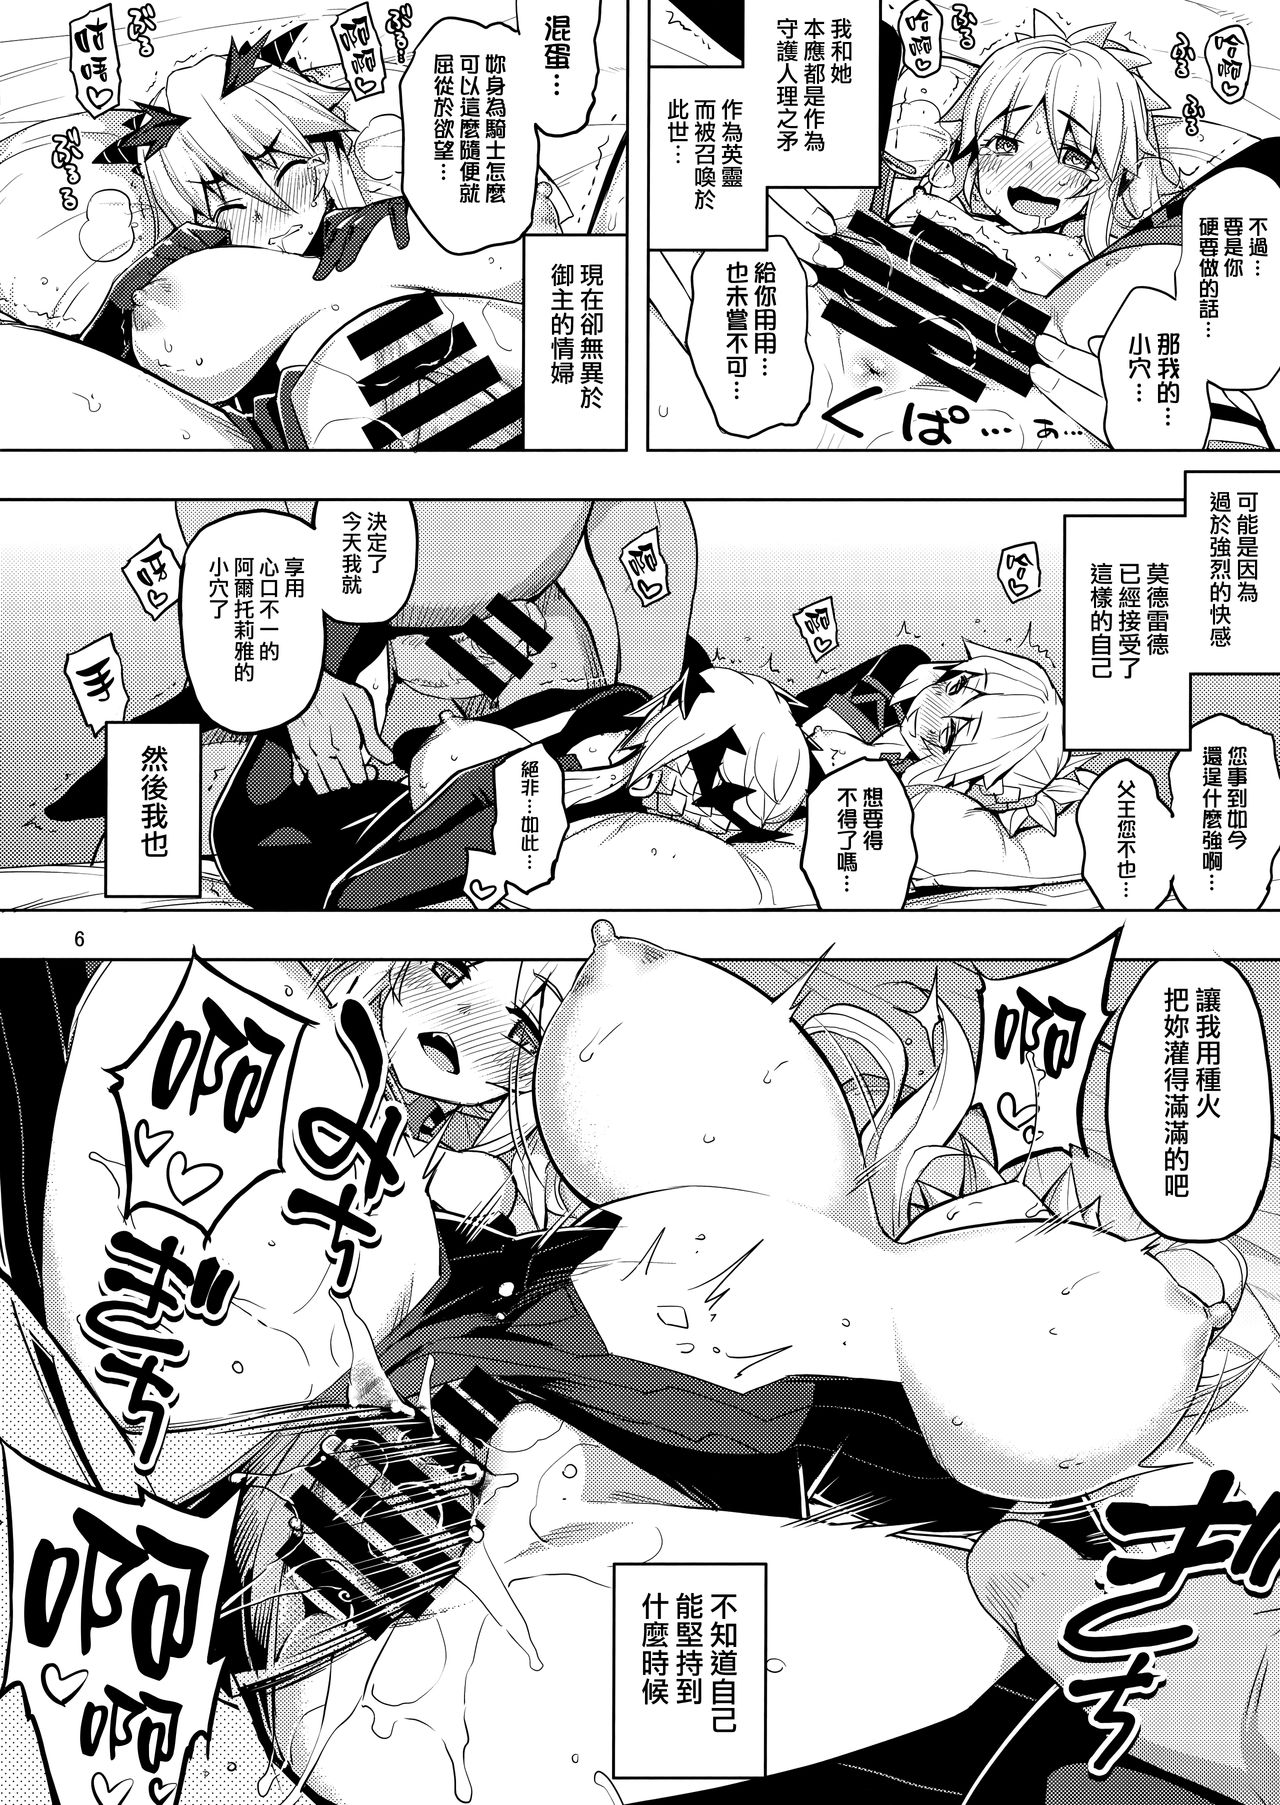 不過…
要是你
硬要做的話…
那我的…
小穴…
給你用用…
也未嘗不可…
くぱ…
ぁ…
我和她
本應都是作為
守護人理之矛
作為英靈
而被召喚於
此世…
混蛋…
妳身為騎士怎麼
可以這麼隨便就
屈從於欲望…
現在卻無異於
御主的情婦
可能是因為
過於強烈的快感
莫德雷德
已經接受了
這樣的自己
您事到如今
還逞什麼強啊…
父王您不也…
想要得
不得了嗎…
絕非…如此…
決定了
今天我就
享用
心口不一的
阿爾托莉雅的
小穴了
然後我也
讓我用種火
把妳灌得滿滿的吧
不知道自己
能堅持到
什麼時候
6